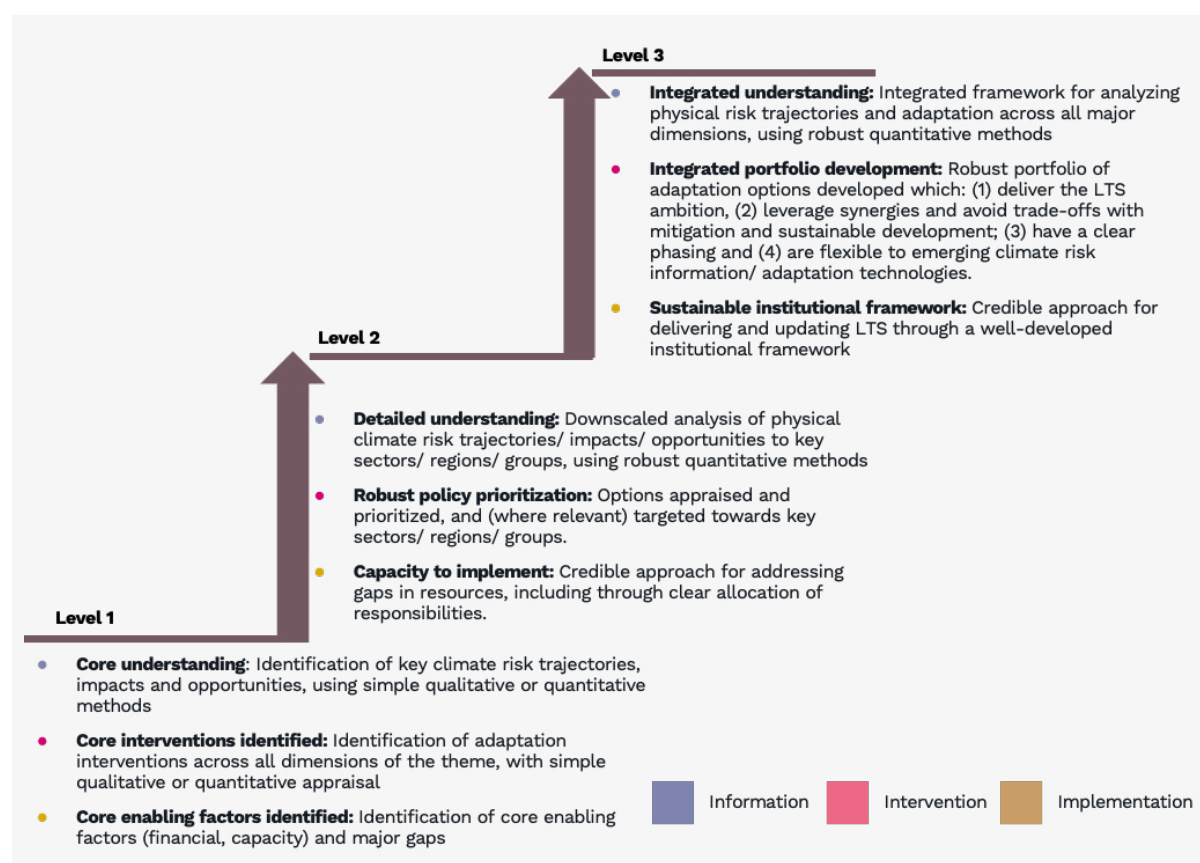 Level 3
Integrated understanding: Integrated framework for analyzing
physical risk trajectories and adaptation across all major
dimensions, using robust quantitative methods
Integrated portfolio development: Robust portfolio of
adaptation options developed which: (1) deliver the LTS
ambition, (2) leverage synergies and avoid trade-offs with
mitigation and sustainable development; (3) have a clear
phasing and (4) are flexible to emerging climate risk
information/ adaptation technologies.
Sustainable institutional framework: Credible approach for
delivering and updating LTS through a well-developed
institutional framework
Level 2
Detailed understanding: Downscaled analysis of physical
climate risk trajectories/ impacts/ opportunities to key
sectors/ regions/ groups, using robust quantitative methods
Robust policy prioritization: Options appraised and
prioritized, and (where relevant) targeted towards key
sectors/ regions/ groups.
Capacity to implement: Credible approach for addressing
gaps in resources, including through clear allocation of
responsibilities.
Level 1
Core understanding: Identification of key climate risk trajectories,
impacts and opportunities, using simple qualitative or quantitative
methods
Core interventions identified: Identification of adaptation
interventions across all dimensions of the theme, with simple
qualitative or quantitative appraisal
Core enabling factors identified: Identification of core enabling
factors (financial, capacity) and major gaps
Information
Intervention
Implementation